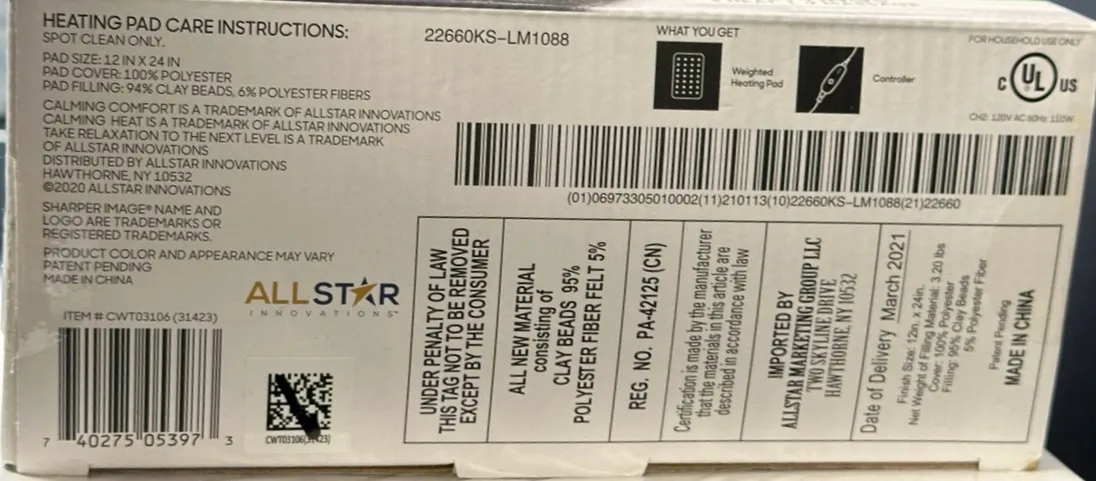 HEATING PAD CARE INSTRUCTIONS:
SPOT CLEAN ONLY.
PAD SIZE: 12 IN X 24 IN
PAD COVER: 100% POLYESTER
PAD FILLING: 94% CLAY BEADS, 6% POLYESTER FIBERS
CALMING COMFORT IS A TRADEMARK OF ALLSTAR INNOVATIONS
CALMING HEAT IS A TRADEMARK OF ALLSTAR INNOVATIONS
TAKE RELAXATION TO THE NEXT LEVEL IS A TRADEMARK
OF ALLSTAR INNOVATIONS
DISTRIBUTED BY ALLSTAR INNOVATIONS
HAWTHORNE, NY 10532
©2020 ALLSTAR INNOVATIONS
SHARPER IMAGE® NAME AND
LOGO ARE TRADEMARKS OR
REGISTERED TRADEMARKS.
PRODUCT COLOR AND APPEARANCE MAY VARY
PATENT PENDING
MADE IN CHINA
ALLSTAR
INNOVATIONS™
ITEM # CWT03106 (31423)
7 40275 05397 3
CWT03106(31423)
22660KS-LM1088
WHAT YOU GET
Weighted
Heating Pad
Controller
FOR HOUSEHOLD USE ONLY
C UL US
CH2: 120V AC 60Hz 110W
(01)06973305010002(11)210113(10)22660KS-LM1088(21)22660
UNDER PENALTY OF LAW
THIS TAG NOT TO BE REMOVED
EXCEPT BY THE CONSUMER
ALL NEW MATERIAL
consisting of
CLAY BEADS 95%
POLYESTER FIBER FELT 5%
REG. NO. PA-42125 (CN)
Certification is made by the manufacturer
that the materials in this article are
described in accordance with law
IMPORTED BY
ALLSTAR MARKETING GROUP LLC
TWO SKYLINE DRIVE
HAWTHORNE, NY 10532
Date of Delivery March 2021
Finish Size: 12in. x 24in.
Net Weight of Filling Material: 3.20 lbs
Cover: 100% Polyester
Filling: 95% Clay Beads
5% Polyester Fiber
Patent Pending
MADE IN CHINA